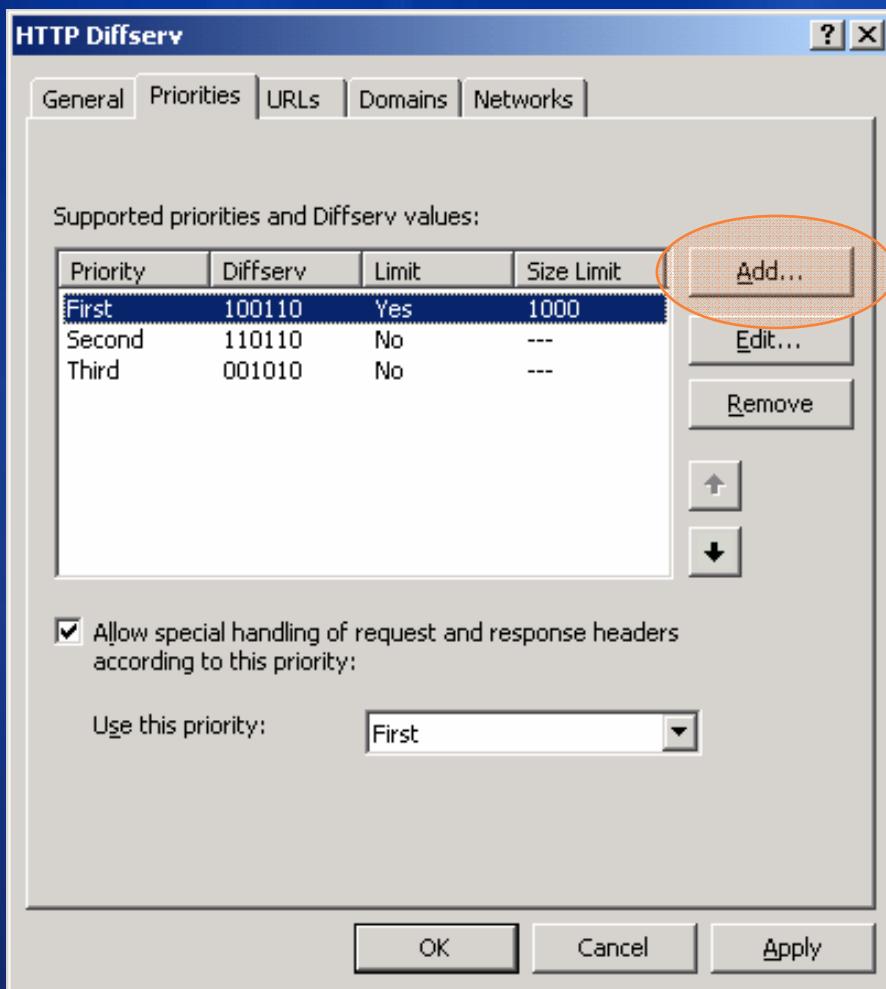 HTTP Diffserv
General Priorities URLs Domains Networks
Supported priorities and Diffserv values:
Priority Diffserv Limit Size Limit
First 100110 Yes 1000
Second 110110 No ---
Third 001010 No ---
Add...
Edit...
Remove
Allow special handling of request and response headers
according to this priority:
Use this priority: First
OK Cancel Apply